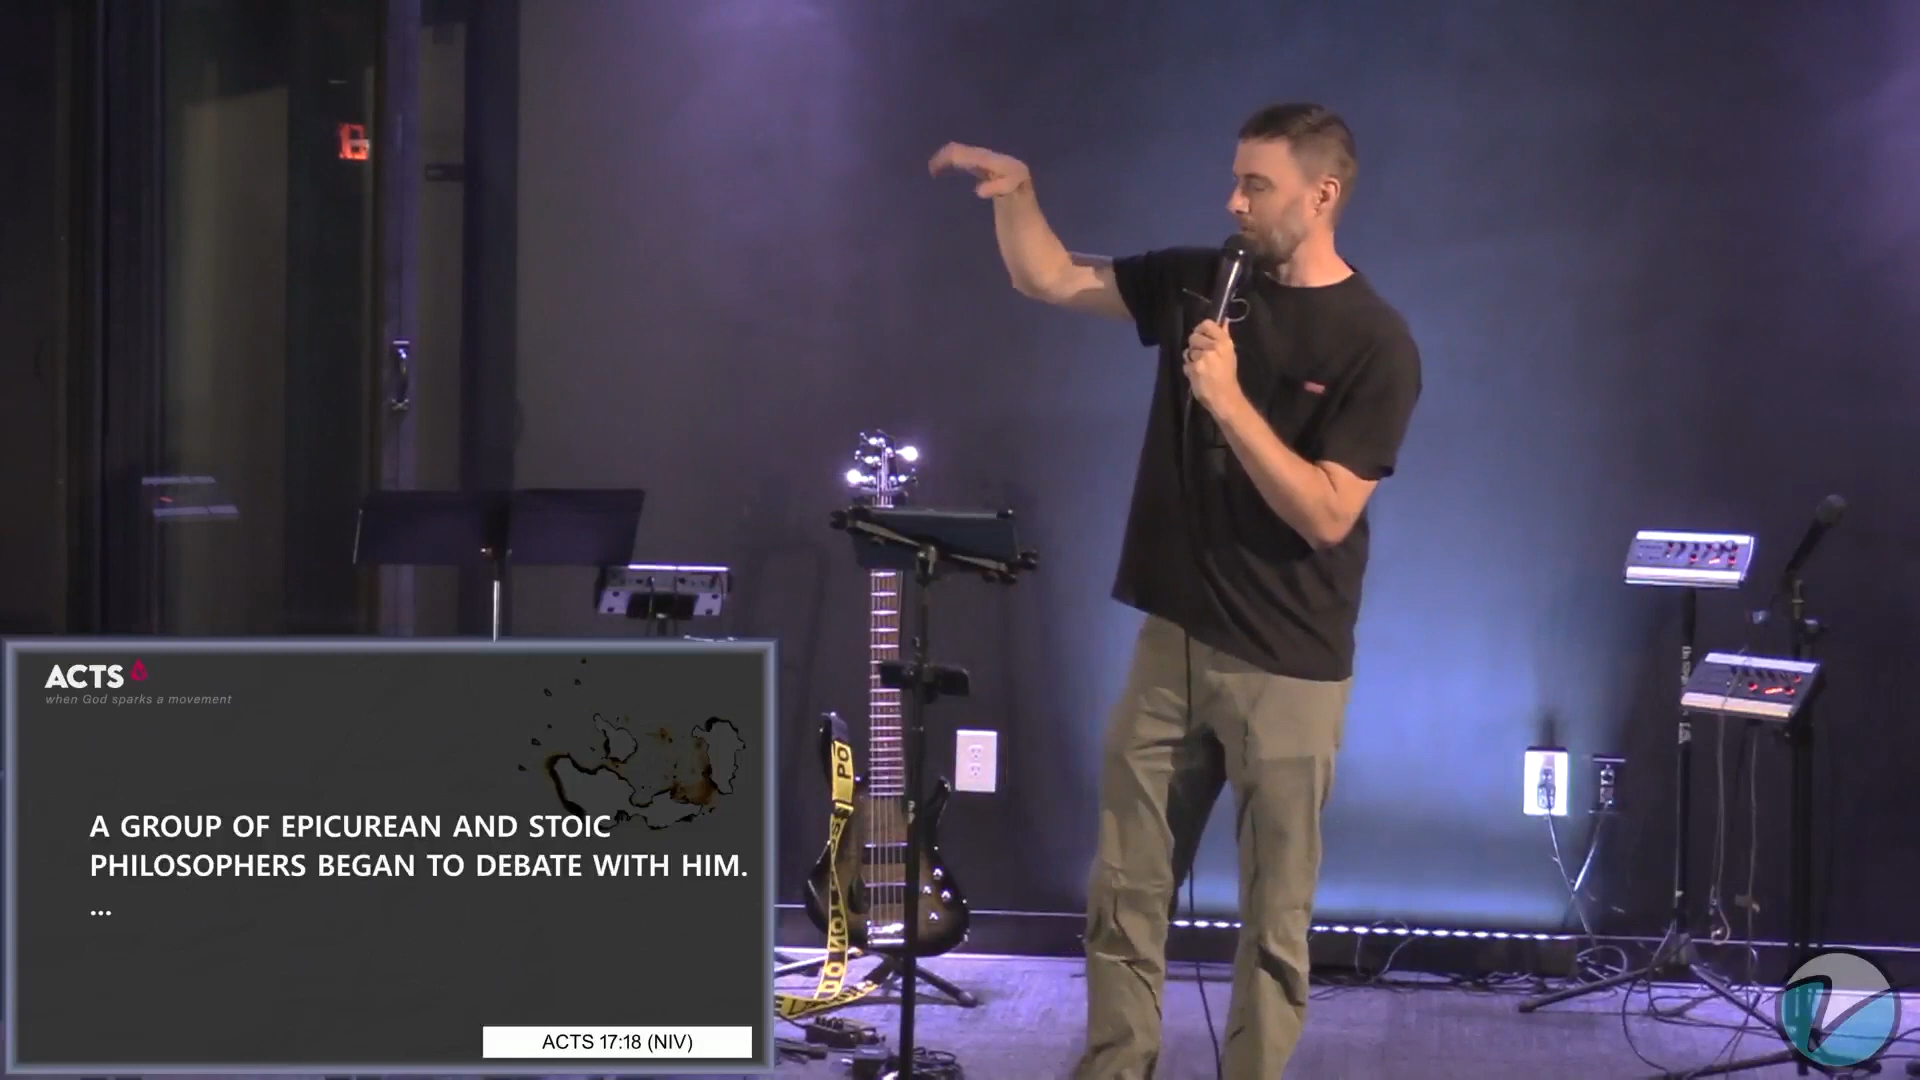 ACTS
when God sparks a movement
A GROUP OF EPICUREAN AND STOIC
PHILOSOPHERS BEGAN TO DEBATE WITH HIM.
...
ACTS 17:18 (NIV)